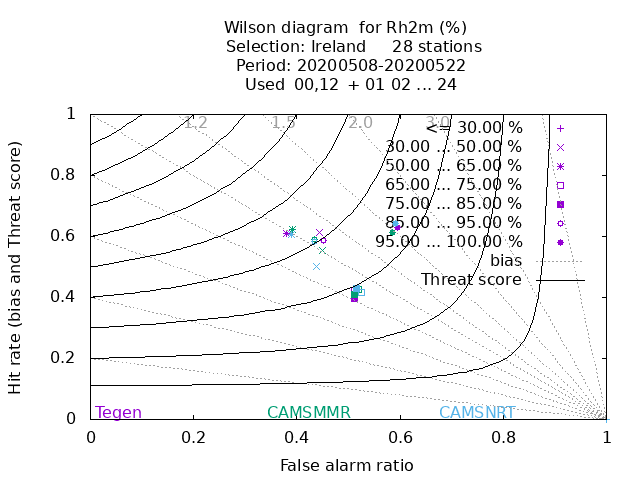 Wilson diagram  for Rh2m (%)
Selection: Ireland     28 stations
Period: 20200508-20200522
Used  00,12  + 01 02 ... 24
1.2 1.5 2.0 3.0
<= 30.00 %
30.00 ... 50.00 %
50.00 ... 65.00 %
65.00 ... 75.00 %
75.00 ... 85.00 %
85.00 ... 95.00 %
95.00 ... 100.00 %
bias
Threat score
Hit rate (bias and Threat score)
1
0.8
0.6
0.4
0.2
0
Tegen CAMSMMR CAMSNRT
0 0.2 0.4 0.6 0.8 1
False alarm ratio